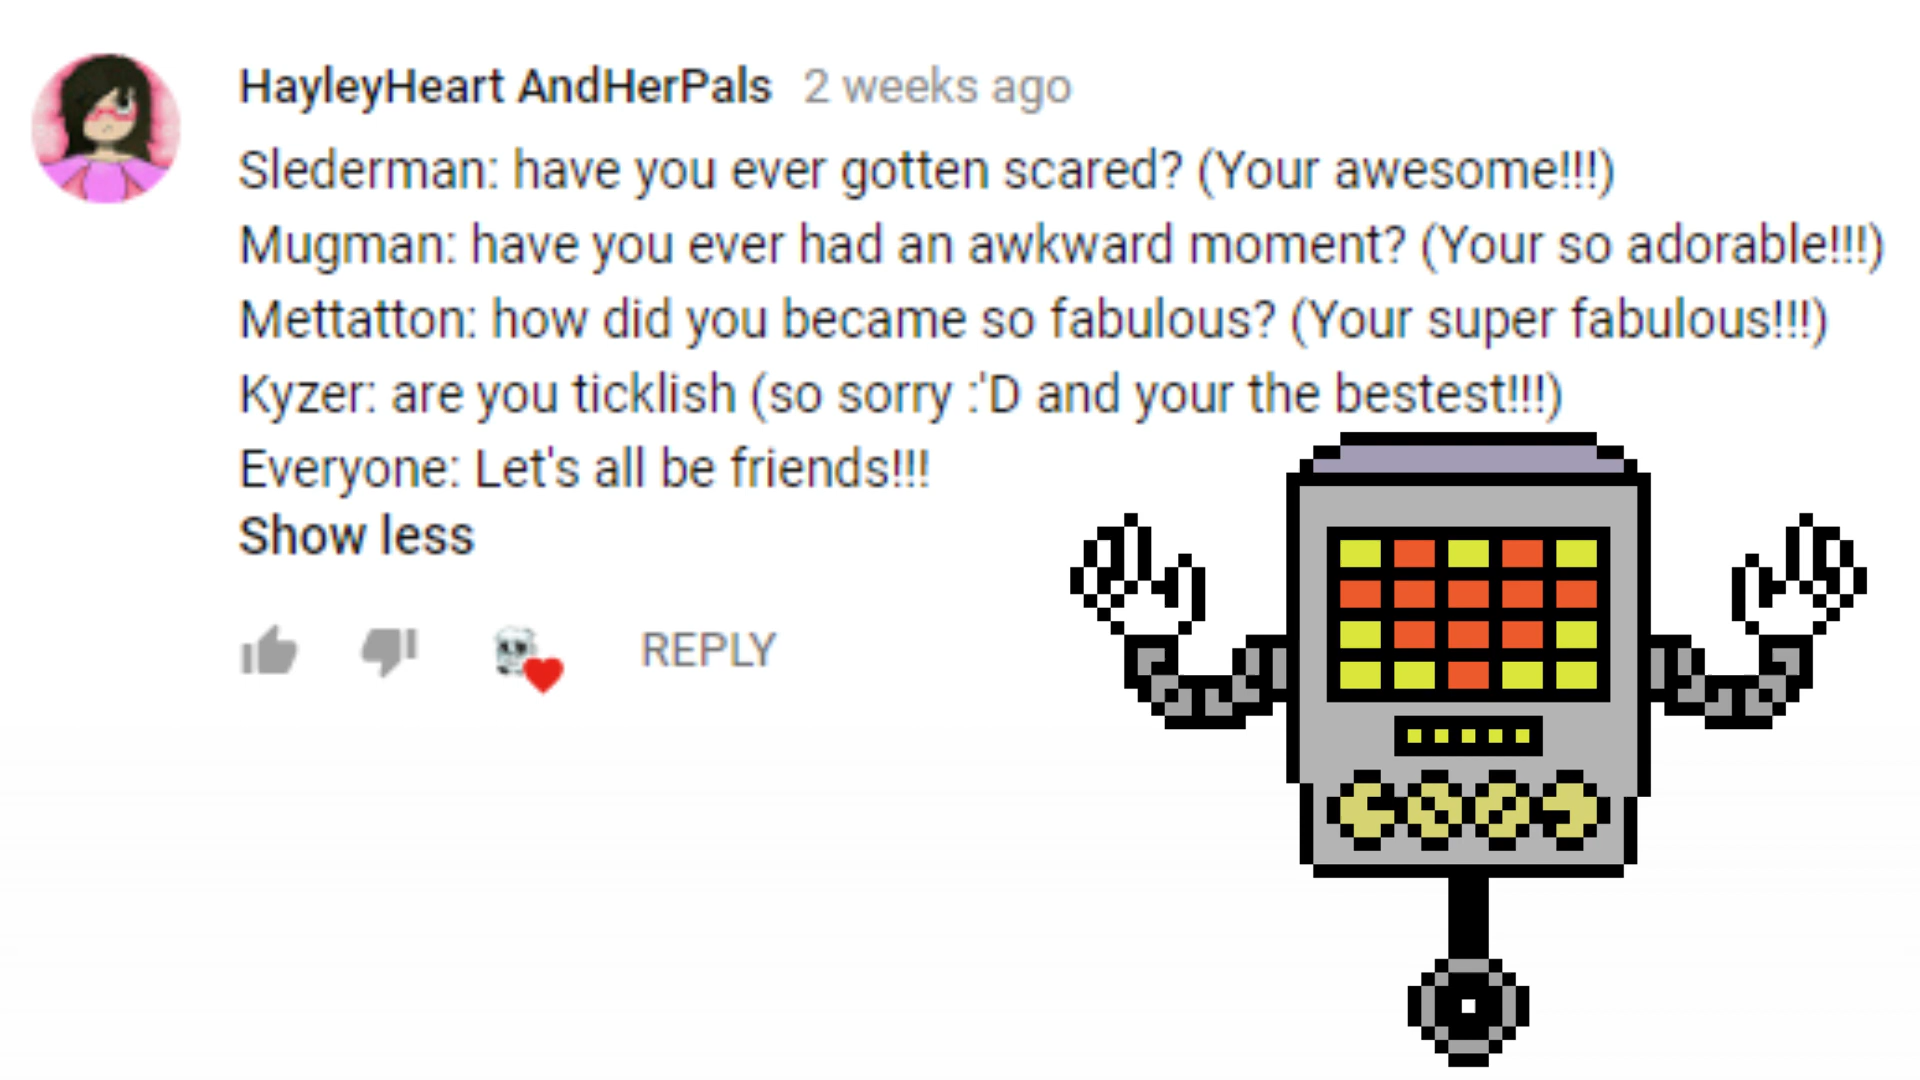 HayleyHeart AndHerPals 2 weeks ago
Slederman: have you ever gotten scared? (Your awesome!!!)
Mugman: have you ever had an awkward moment? (Your so adorable!!!)
Mettatton: how did you became so fabulous? (Your super fabulous!!!)
Kyzer: are you ticklish (so sorry :'D and your the bestest!!!)
Everyone: Let's all be friends!!!
Show less
REPLY